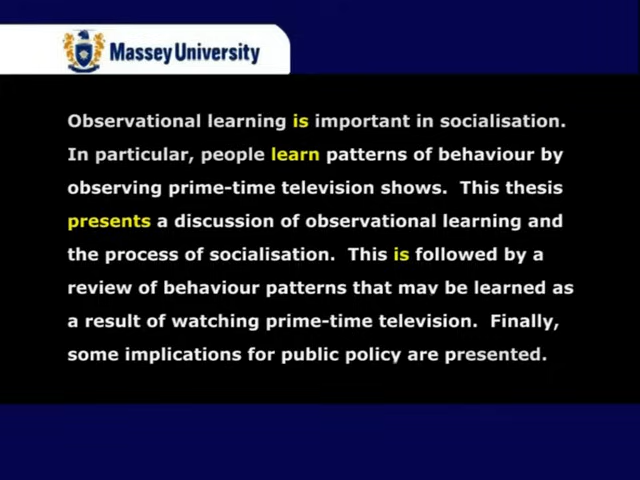 Massey University
Observational learning is important in socialisation.
In particular, people learn patterns of behaviour by
observing prime-time television shows.  This thesis
presents a discussion of observational learning and
the process of socialisation.  This is followed by a
review of behaviour patterns that may be learned as
a result of watching prime-time television.  Finally,
some implications for public policy are presented.